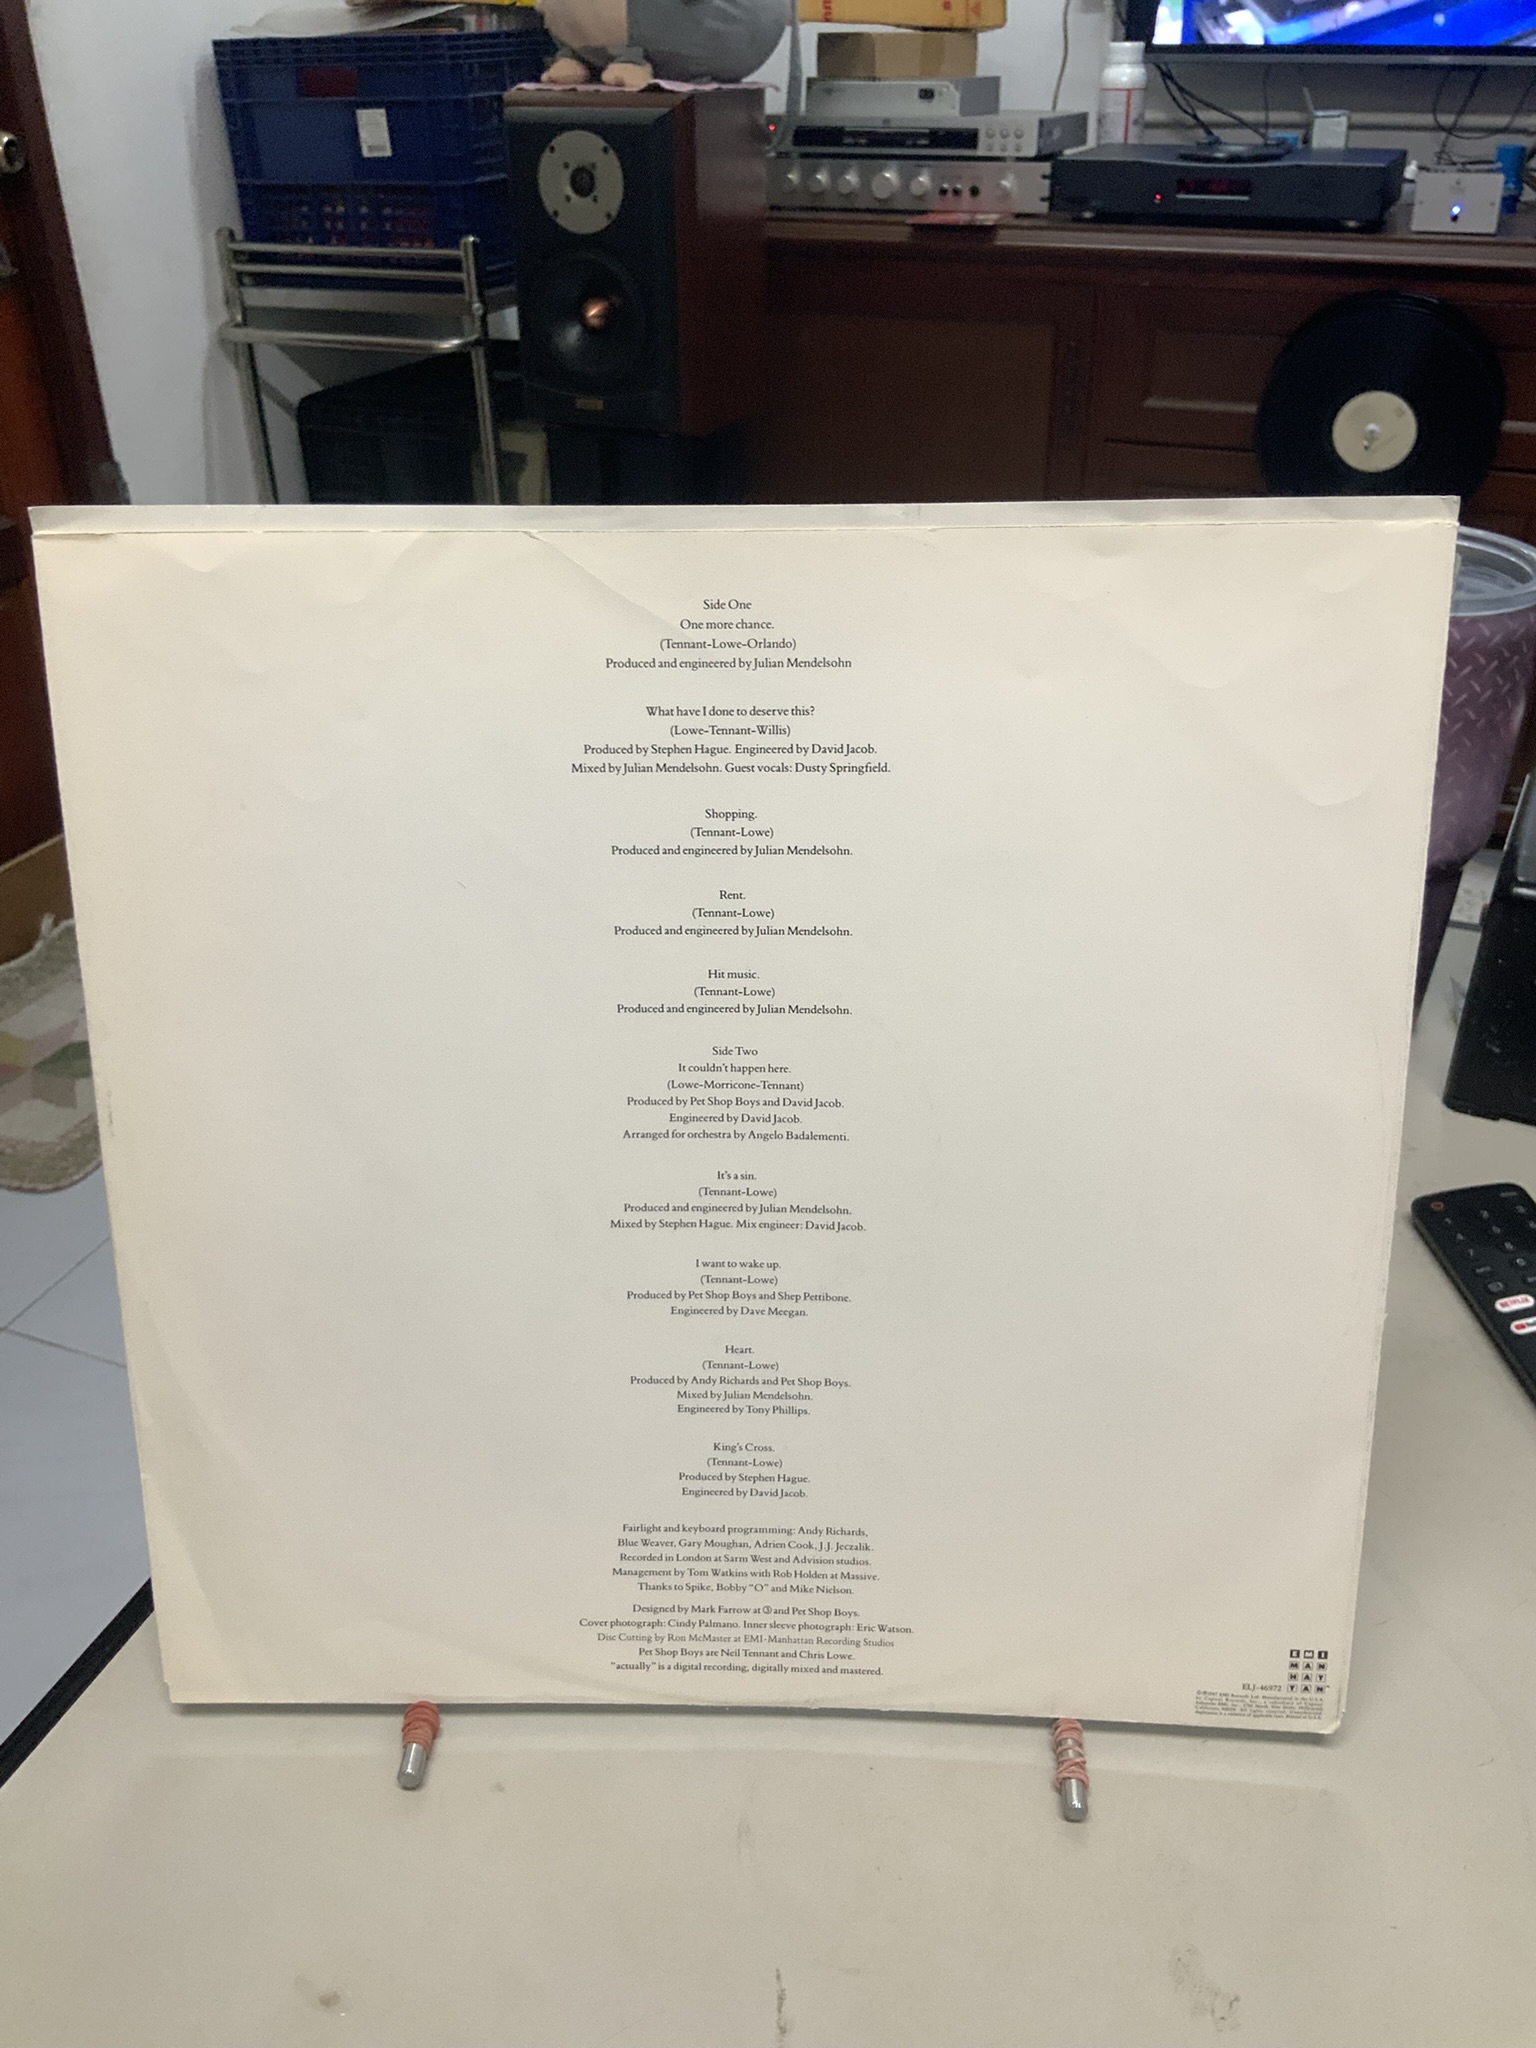 Side One
One more chance.
(Tennant-Lowe-Orlando)
Produced and engineered by Julian Mendelsohn
What have I done to deserve this?
(Lowe-Tennant-Willis)
Produced by Stephen Hague. Engineered by David Jacob.
Mixed by Julian Mendelsohn. Guest vocals: Dusty Springfield.
Shopping.
(Tennant-Lowe)
Produced and engineered by Julian Mendelsohn.
Rent.
(Tennant-Lowe)
Produced and engineered by Julian Mendelsohn.
Hit music.
(Tennant-Lowe)
Produced and engineered by Julian Mendelsohn.
Side Two
It couldn't happen here.
(Lowe-Morricone-Tennant)
Produced by Pet Shop Boys and David Jacob.
Engineered by David Jacob.
Arranged for orchestra by Angelo Badalementi.
It's a sin.
(Tennant-Lowe)
Produced and engineered by Julian Mendelsohn.
Mixed by Stephen Hague. Mix engineer: David Jacob.
I want to wake up.
(Tennant-Lowe)
Produced by Pet Shop Boys and Shep Pettibone.
Engineered by Dave Meegan.
Heart.
(Tennant-Lowe)
Produced by Andy Richards and Pet Shop Boys.
Mixed by Julian Mendelsohn.
Engineered by Tony Phillips.
King's Cross.
(Tennant-Lowe)
Produced by Stephen Hague.
Engineered by David Jacob.
Fairlight and keyboard programming: Andy Richards,
Blue Weaver, Gary Moughan, Adrien Cook, J.J. Jeczalik.
Recorded in London at Sarm West and Advision studios.
Management by Tom Watkins with Rob Holden at Massive.
Thanks to Spike, Bobby "O" and Mike Nielson.
Designed by Mark Farrow at ③ and Pet Shop Boys.
Cover photograph: Cindy Palmano. Inner sleeve photograph: Eric Watson.
Disc Cutting by Ron McMaster at EMI-Manhattan Recording Studios
Pet Shop Boys are Neil Tennant and Chris Lowe.
"actually" is a digital recording, digitally mixed and mastered.
EMI
MAN
HAT
TAN™
ELJ-46972
NETFLIX